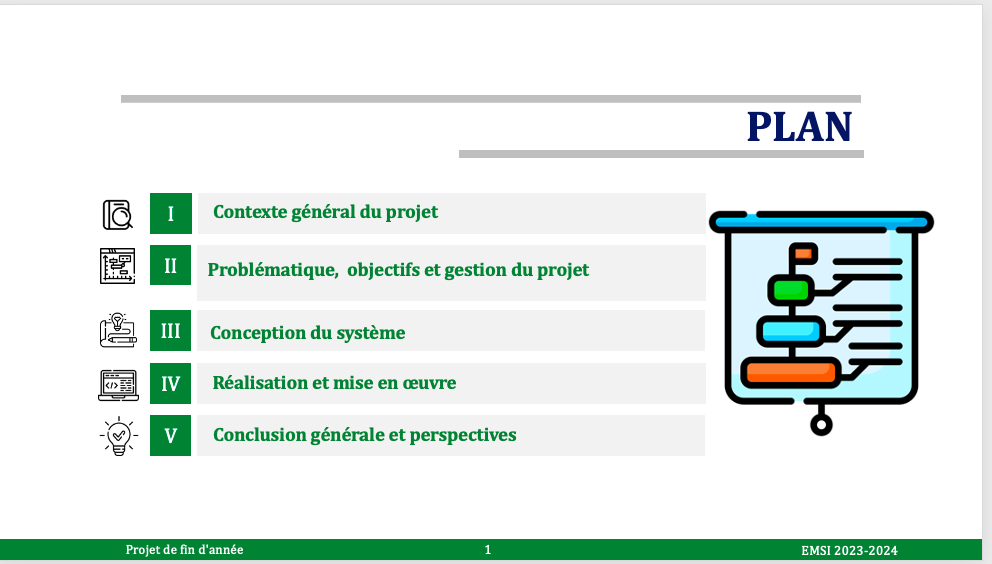 PLAN
I Contexte général du projet
II Problématique, objectifs et gestion du projet
III Conception du système
IV Réalisation et mise en œuvre
V Conclusion générale et perspectives
Projet de fin d'année 1 EMSI 2023-2024